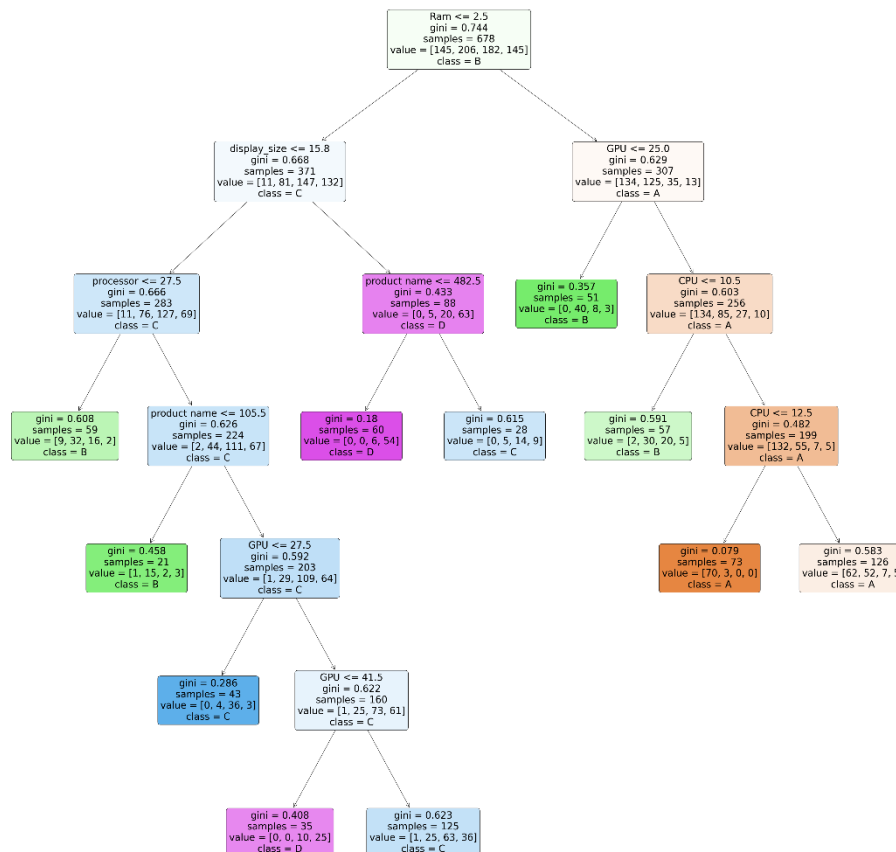 Ram <= 2.5
gini = 0.744
samples = 678
value = [145, 206, 182, 145]
class = B
display_size <= 15.8
gini = 0.668
samples = 371
value = [11, 81, 147, 132]
class = C
GPU <= 25.0
gini = 0.629
samples = 307
value = [134, 125, 35, 13]
class = A
processor <= 27.5
gini = 0.666
samples = 283
value = [11, 76, 127, 69]
class = C
product name <= 482.5
gini = 0.433
samples = 88
value = [0, 5, 20, 63]
class = D
gini = 0.357
samples = 51
value = [0, 40, 8, 3]
class = B
CPU <= 10.5
gini = 0.603
samples = 256
value = [134, 85, 27, 10]
class = A
gini = 0.608
samples = 59
value = [9, 32, 16, 2]
class = B
product name <= 105.5
gini = 0.626
samples = 224
value = [2, 44, 111, 67]
class = C
gini = 0.18
samples = 60
value = [0, 0, 6, 54]
class = D
gini = 0.615
samples = 28
value = [0, 5, 14, 9]
class = C
gini = 0.591
samples = 57
value = [2, 30, 20, 5]
class = B
CPU <= 12.5
gini = 0.482
samples = 199
value = [132, 55, 7, 5]
class = A
gini = 0.458
samples = 21
value = [1, 15, 2, 3]
class = B
GPU <= 27.5
gini = 0.592
samples = 203
value = [1, 29, 109, 64]
class = C
gini = 0.079
samples = 73
value = [70, 3, 0, 0]
class = A
gini = 0.583
samples = 126
value = [62, 52, 7, 5
class = A
gini = 0.286
samples = 43
value = [0, 4, 36, 3]
class = C
GPU <= 41.5
gini = 0.622
samples = 160
value = [1, 25, 73, 61]
class = C
gini = 0.408
samples = 35
value = [0, 0, 10, 25]
class = D
gini = 0.623
samples = 125
value = [1, 25, 63, 36]
class = C